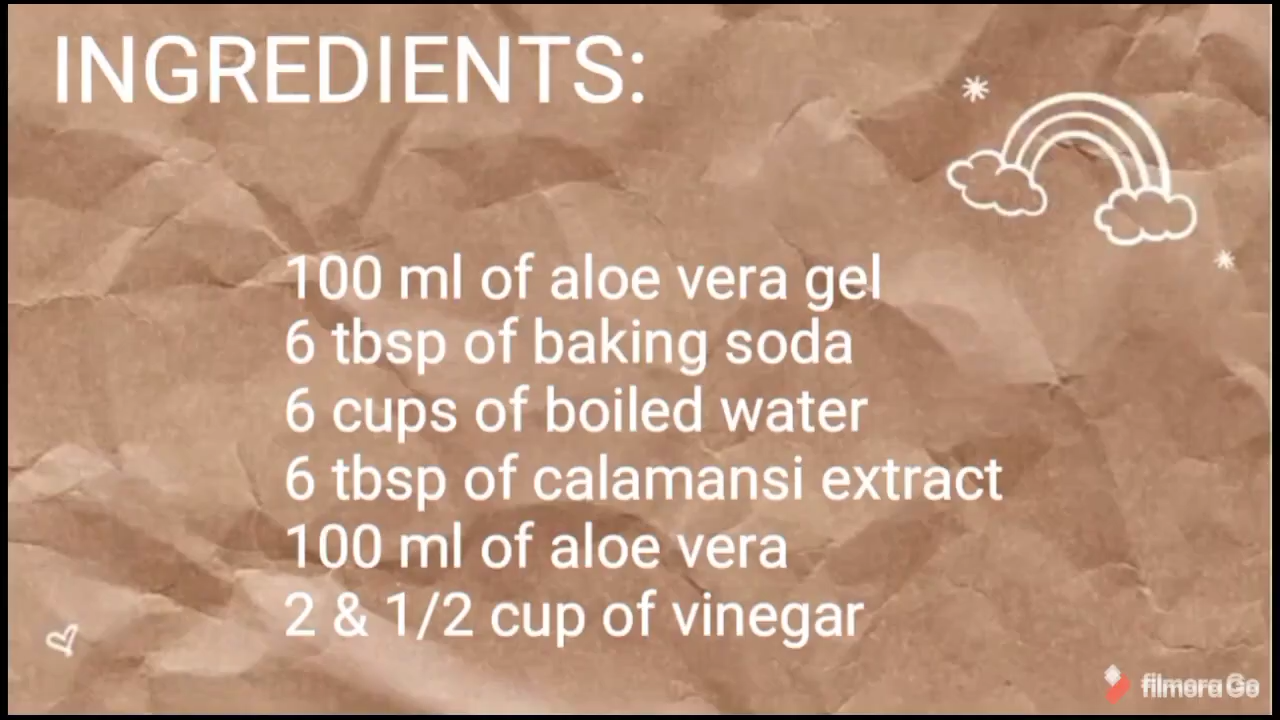 INGREDIENTS:
100 ml of aloe vera gel
6 tbsp of baking soda
6 cups of boiled water
6 tbsp of calamansi extract
100 ml of aloe vera
2 & 1/2 cup of vinegar
filmora Go